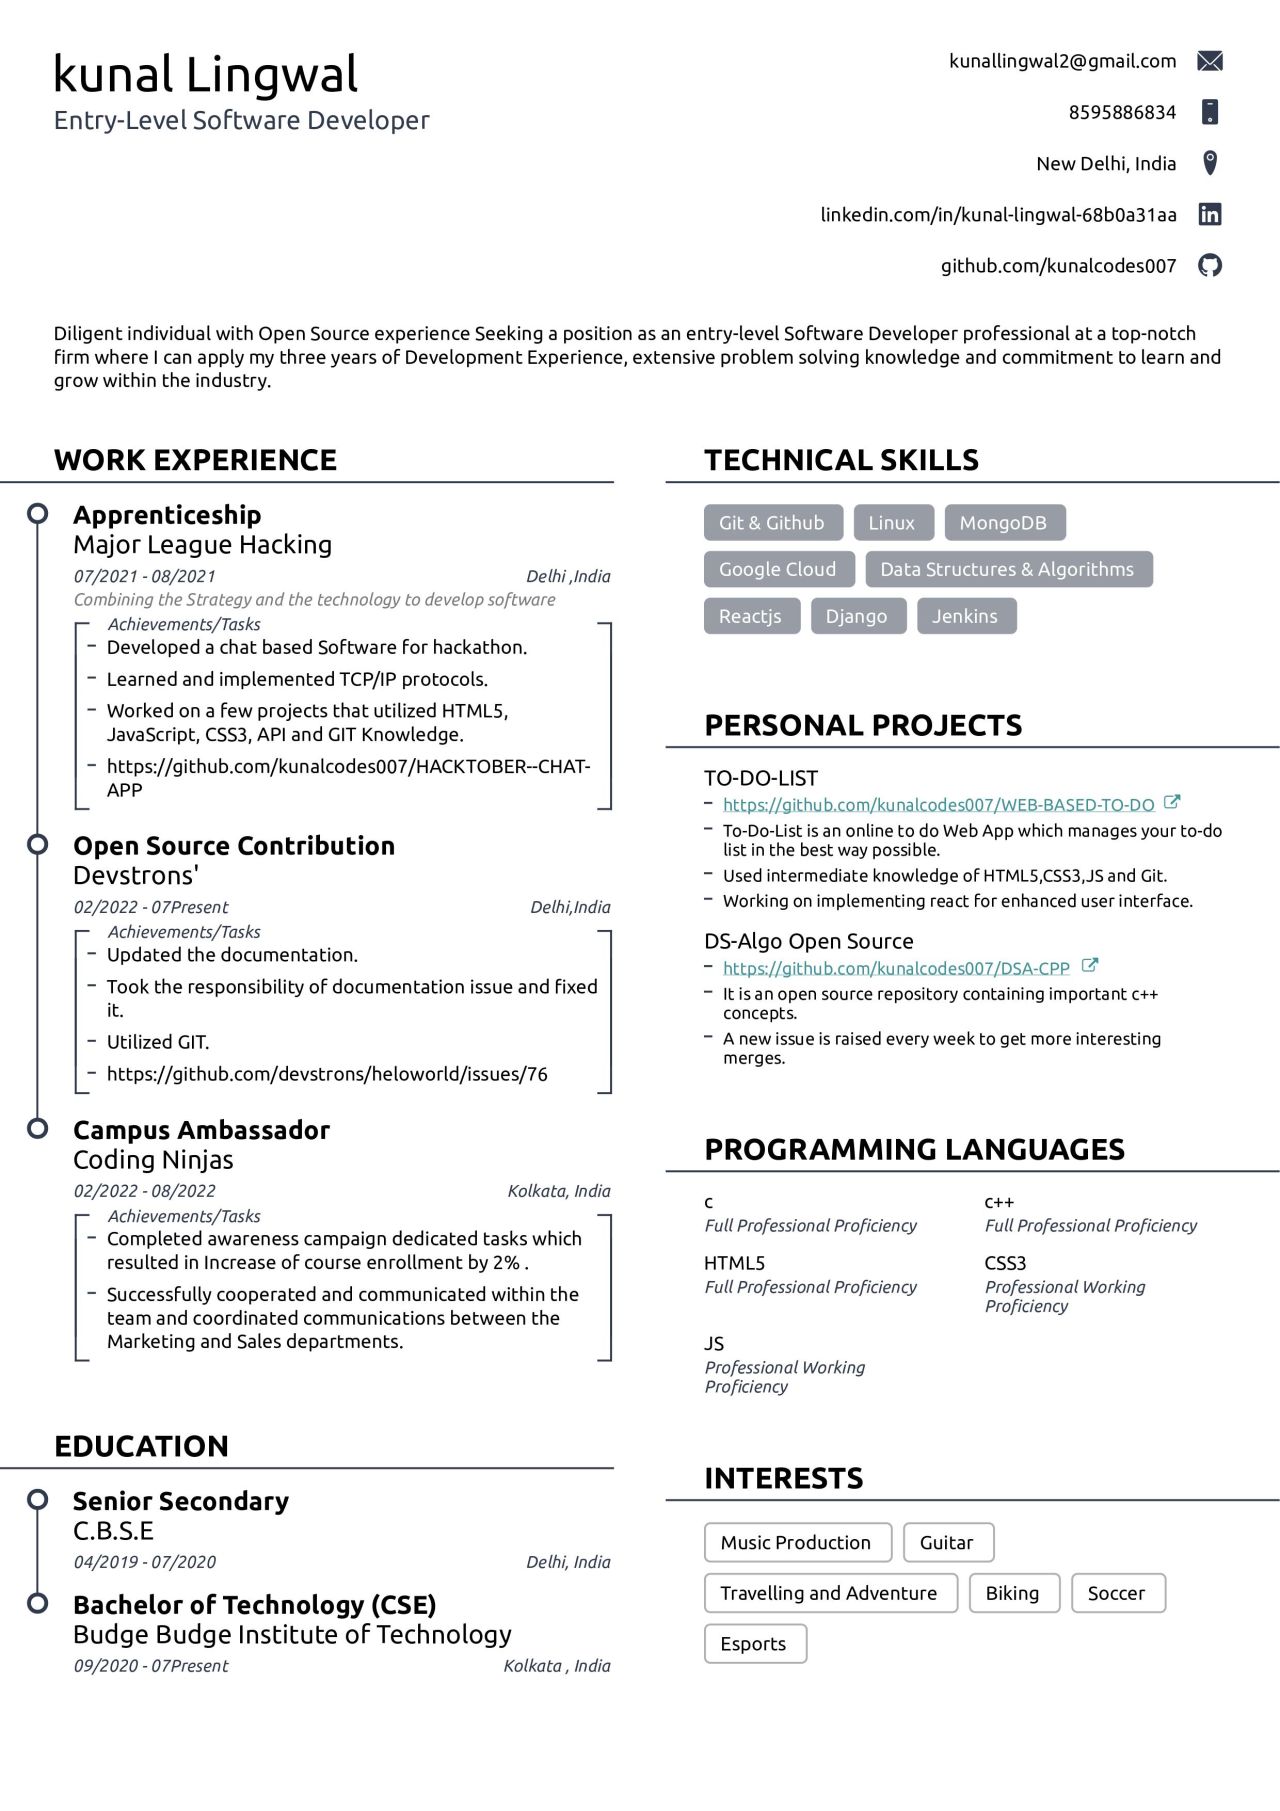 kunal Lingwal
Entry-Level Software Developer
kunallingwal2@gmail.com
8595886834
New Delhi, India
linkedin.com/in/kunal-lingwal-68b0a31aa
github.com/kunalcodes007
Diligent individual with Open Source experience Seeking a position as an entry-level Software Developer professional at a top-notch
firm where I can apply my three years of Development Experience, extensive problem solving knowledge and commitment to learn and
grow within the industry.
WORK EXPERIENCE
Apprenticeship
Major League Hacking
07/2021 - 08/2021 Delhi ,India
Combining the Strategy and the technology to develop software
Achievements/Tasks
– Developed a chat based Software for hackathon.
– Learned and implemented TCP/IP protocols.
– Worked on a few projects that utilized HTML5,
JavaScript, CSS3, API and GIT Knowledge.
– https://github.com/kunalcodes007/HACKTOBER--CHAT-
APP
Open Source Contribution
Devstrons'
02/2022 - 07Present Delhi,India
Achievements/Tasks
– Updated the documentation.
– Took the responsibility of documentation issue and fixed
it.
– Utilized GIT.
– https://github.com/devstrons/heloworld/issues/76
Campus Ambassador
Coding Ninjas
02/2022 - 08/2022 Kolkata, India
Achievements/Tasks
– Completed awareness campaign dedicated tasks which
resulted in Increase of course enrollment by 2% .
– Successfully cooperated and communicated within the
team and coordinated communications between the
Marketing and Sales departments.
EDUCATION
Senior Secondary
C.B.S.E
04/2019 - 07/2020 Delhi, India
Bachelor of Technology (CSE)
Budge Budge Institute of Technology
09/2020 - 07Present Kolkata , India
TECHNICAL SKILLS
Git & Github Linux MongoDB
Google Cloud Data Structures & Algorithms
Reactjs Django Jenkins
PERSONAL PROJECTS
TO-DO-LIST
– https://github.com/kunalcodes007/WEB-BASED-TO-DO
– To-Do-List is an online to do Web App which manages your to-do
list in the best way possible.
– Used intermediate knowledge of HTML5,CSS3,JS and Git.
– Working on implementing react for enhanced user interface.
DS-Algo Open Source
– https://github.com/kunalcodes007/DSA-CPP
– It is an open source repository containing important c++
concepts.
– A new issue is raised every week to get more interesting
merges.
PROGRAMMING LANGUAGES
c c++
Full Professional Proficiency Full Professional Proficiency
HTML5 CSS3
Full Professional Proficiency Professional Working
Proficiency
JS
Professional Working
Proficiency
INTERESTS
Music Production Guitar
Travelling and Adventure Biking Soccer
Esports